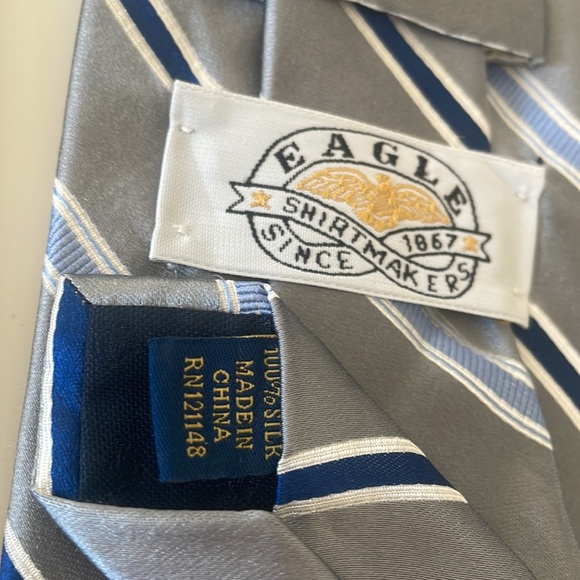 EAGLE
SHIRTMAKERS
SINCE 1867
100% SILK
MADE IN
CHINA
RN121148